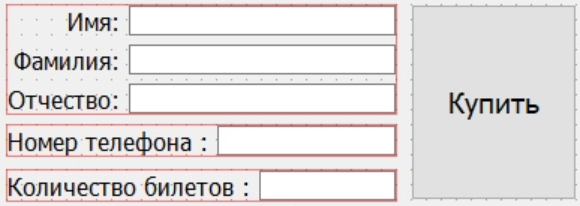 Имя:
Фамилия:
Отчество:
Номер телефона :
Количество билетов :
Купить